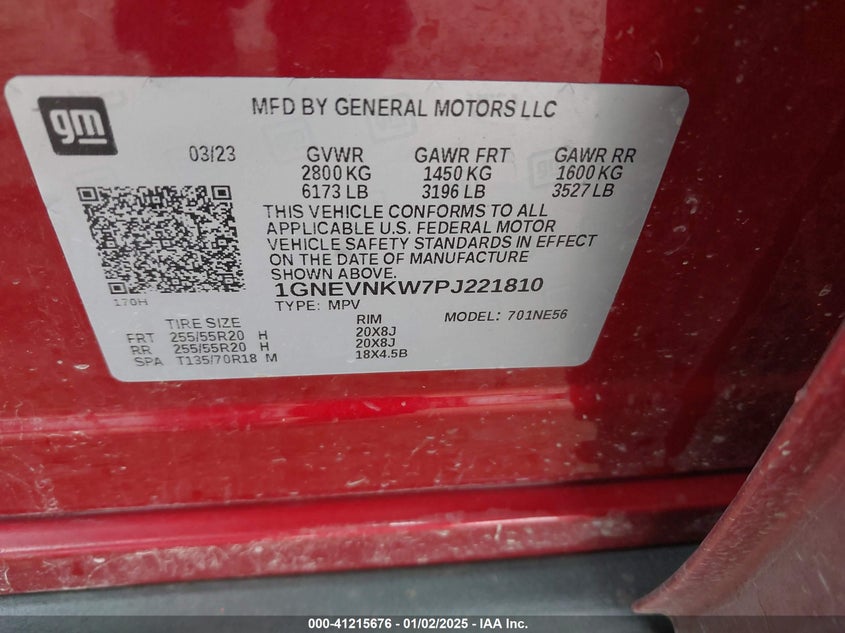 gm
MFD BY GENERAL MOTORS LLC
03/23 GVWR GAWR FRT GAWR RR
2800 KG 1450 KG 1600 KG
6173 LB 3196 LB 3527 LB
THIS VEHICLE CONFORMS TO ALL
APPLICABLE U.S. FEDERAL MOTOR
VEHICLE SAFETY STANDARDS IN EFFECT
ON THE DATE OF MANUFACTURE
SHOWN ABOVE.
170H
1GNEVNKW7PJ221810
TYPE: MPV MODEL: 701NE56
TIRE SIZE RIM
FRT 255/55R20 H 20X8J
RR 255/55R20 H 20X8J
SPA T135/70R18 M 18X4.5B
000-41215676 - 01/02/2025 - IAA Inc.